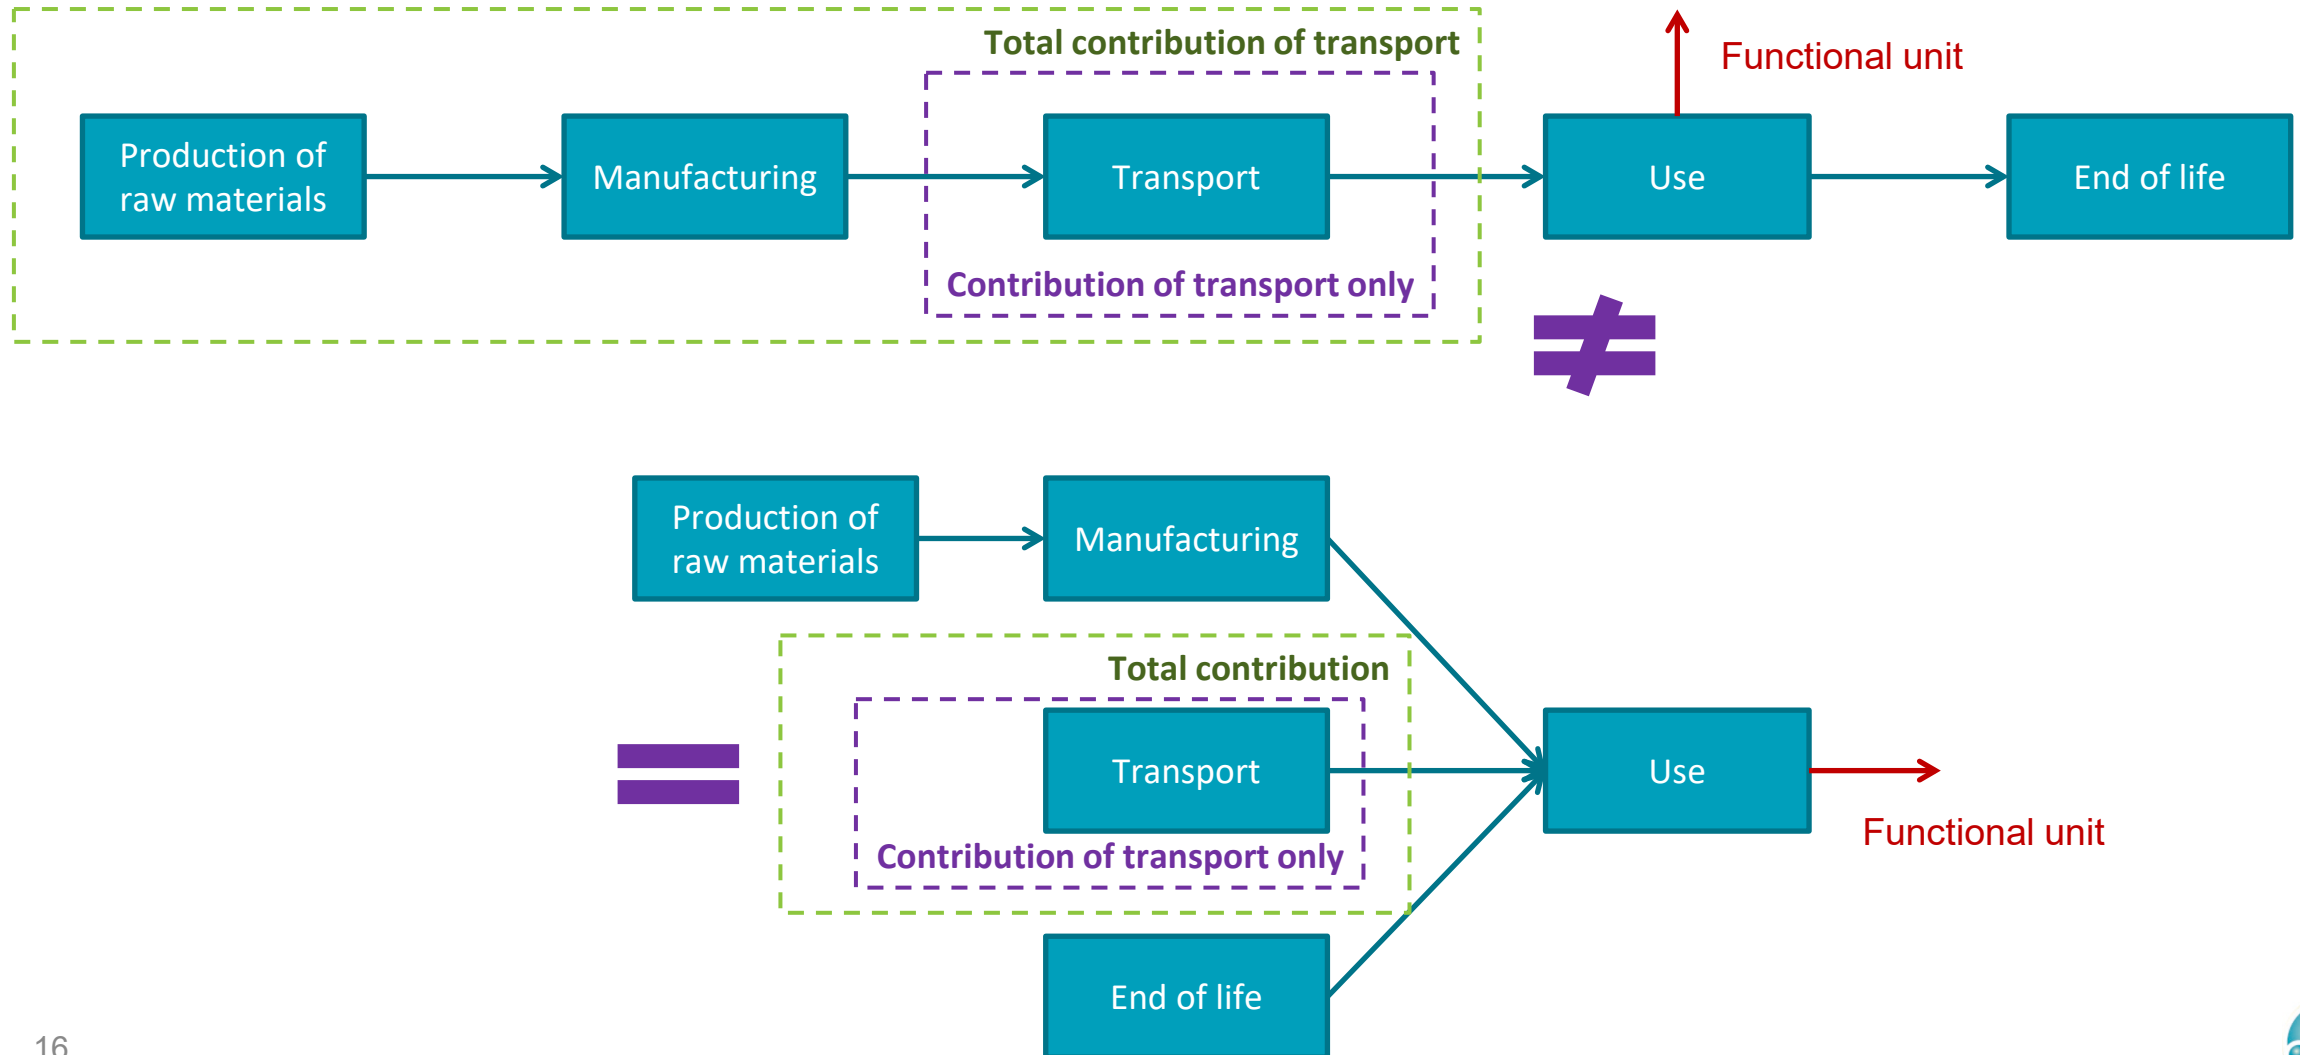 Total contribution of transport
Functional unit
Production of
raw materials
Manufacturing
Transport
Use
End of life
Contribution of transport only
Production of
raw materials
Manufacturing
Total contribution
Transport
Use
Contribution of transport only
Functional unit
End of life
16